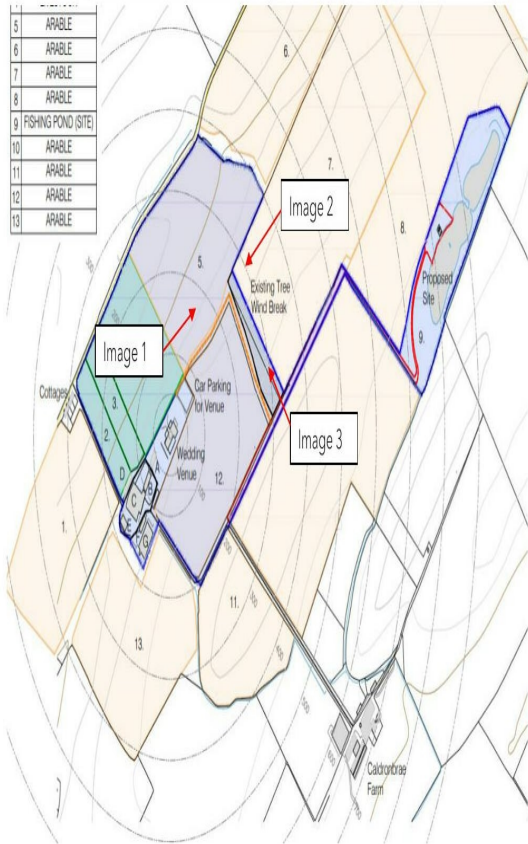 5 ARABLE
6 ARABLE
7 ARABLE
8 ARABLE
9 FISHING POND (SITE)
10 ARABLE
11 ARABLE
12 ARABLE
13 ARABLE
6.
7.
Image 2
8.
5.
Existing Tree
Wind Break
Proposed
Site
9.
Image 1
Cottages
3.
2.
Car Parking
for Venue
Wedding
Venue
Image 3
12.
D
A
B
C
E
G
1.
11.
13.
Caldronbrae
Farm